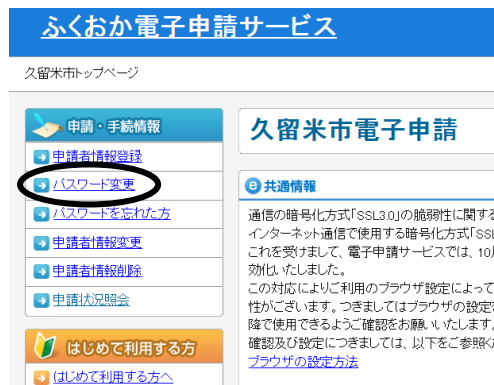 ふくおか電子申請サービス
久留米市トップページ
申請・手続情報
申請者情報登録
パスワード変更
パスワードを忘れた方
申請者情報変更
申請者情報削除
申請状況照会
はじめて利用する方
はじめて利用する方へ
久留米市電子申請
共通情報
通信の暗号化方式「SSL3.0」の脆弱性に関する
インターネット通信で使用する暗号化方式「SSL
これを受けまして、電子申請サービスでは、10月
効化いたしました。
この対応によりご利用のブラウザ設定によって
性がございます。つきましてはブラウザの設定を
降で使用できるようご確認をお願いいたします。
確認及び設定につきましては、以下をご参照く
ブラウザの設定方法